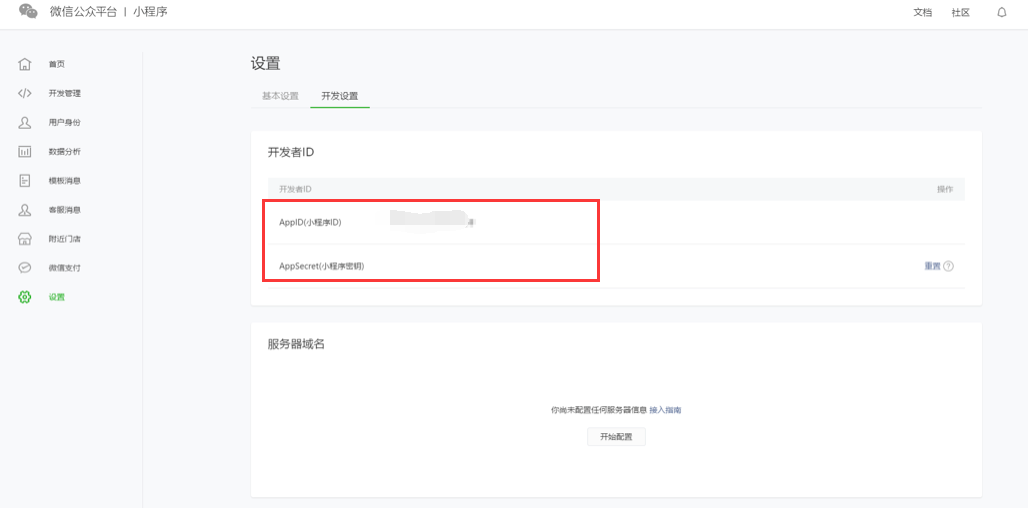 微信公众平台 | 小程序
文档 社区
首页
开发管理
用户身份
数据分析
模板消息
客服消息
附近门店
微信支付
设置
设置
基本设置 开发设置
开发者ID
开发者ID 操作
AppID(小程序ID)
AppSecret(小程序密钥) 重置 ?
服务器域名
你尚未配置任何服务器信息 接入指南
开始配置